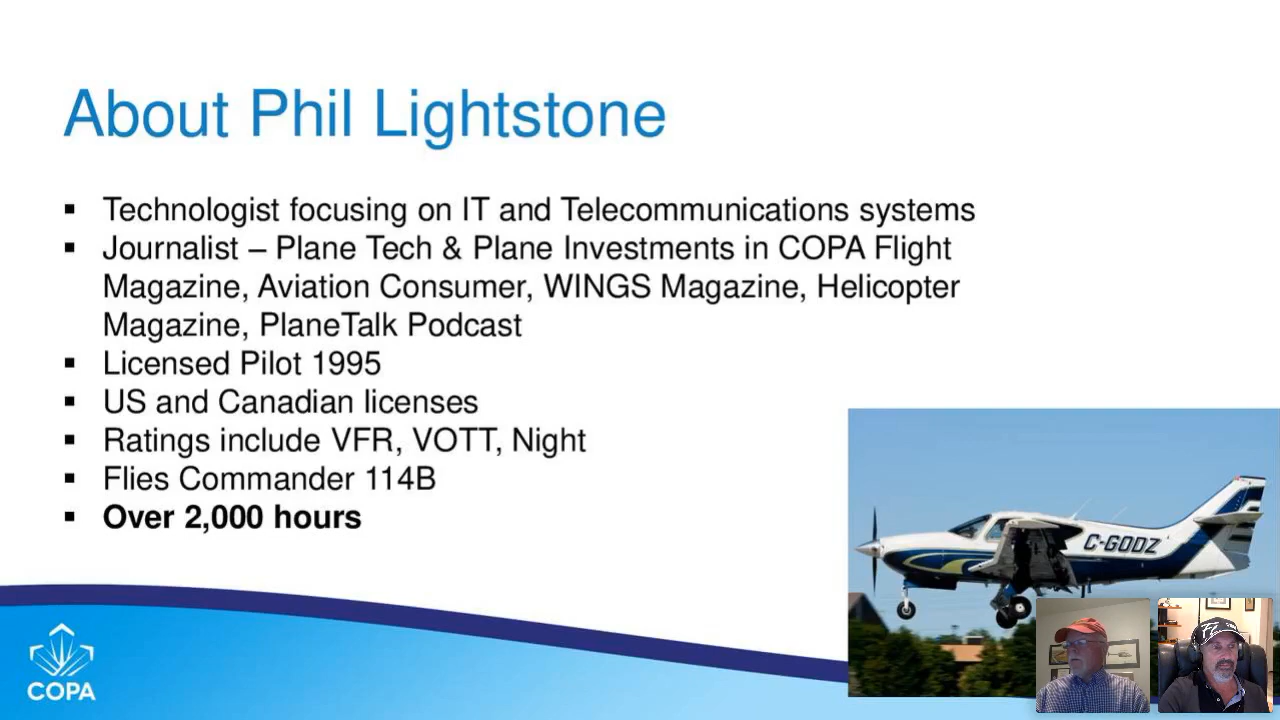 About Phil Lightstone
▪ Technologist focusing on IT and Telecommunications systems
▪ Journalist – Plane Tech & Plane Investments in COPA Flight
Magazine, Aviation Consumer, WINGS Magazine, Helicopter
Magazine, PlaneTalk Podcast
▪ Licensed Pilot 1995
▪ US and Canadian licenses
▪ Ratings include VFR, VOTT, Night
▪ Flies Commander 114B
▪ Over 2,000 hours
C-GODZ
COPA